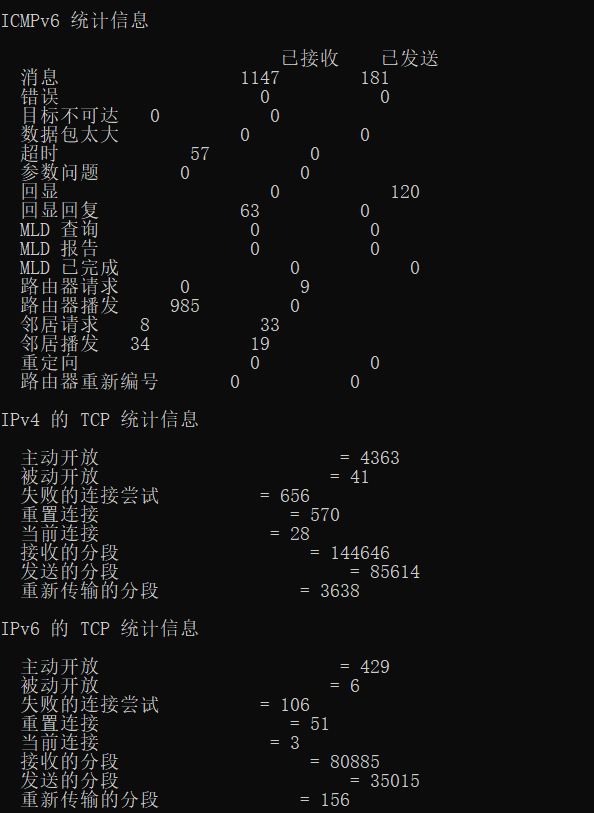 ICMPv6 统计信息
已接收 已发送
消息 1147 181
错误 0 0
目标不可达 0 0
数据包太大 0 0
超时 57 0
参数问题 0 0
回显 0 120
回显回复 63 0
MLD 查询 0 0
MLD 报告 0 0
MLD 已完成 0 0
路由器请求 0 9
路由器播发 985 0
邻居请求 8 33
邻居播发 34 19
重定向 0 0
路由器重新编号 0 0
IPv4 的 TCP 统计信息
主动开放 = 4363
被动开放 = 41
失败的连接尝试 = 656
重置连接 = 570
当前连接 = 28
接收的分段 = 144646
发送的分段 = 85614
重新传输的分段 = 3638
IPv6 的 TCP 统计信息
主动开放 = 429
被动开放 = 6
失败的连接尝试 = 106
重置连接 = 51
当前连接 = 3
接收的分段 = 80885
发送的分段 = 35015
重新传输的分段 = 156